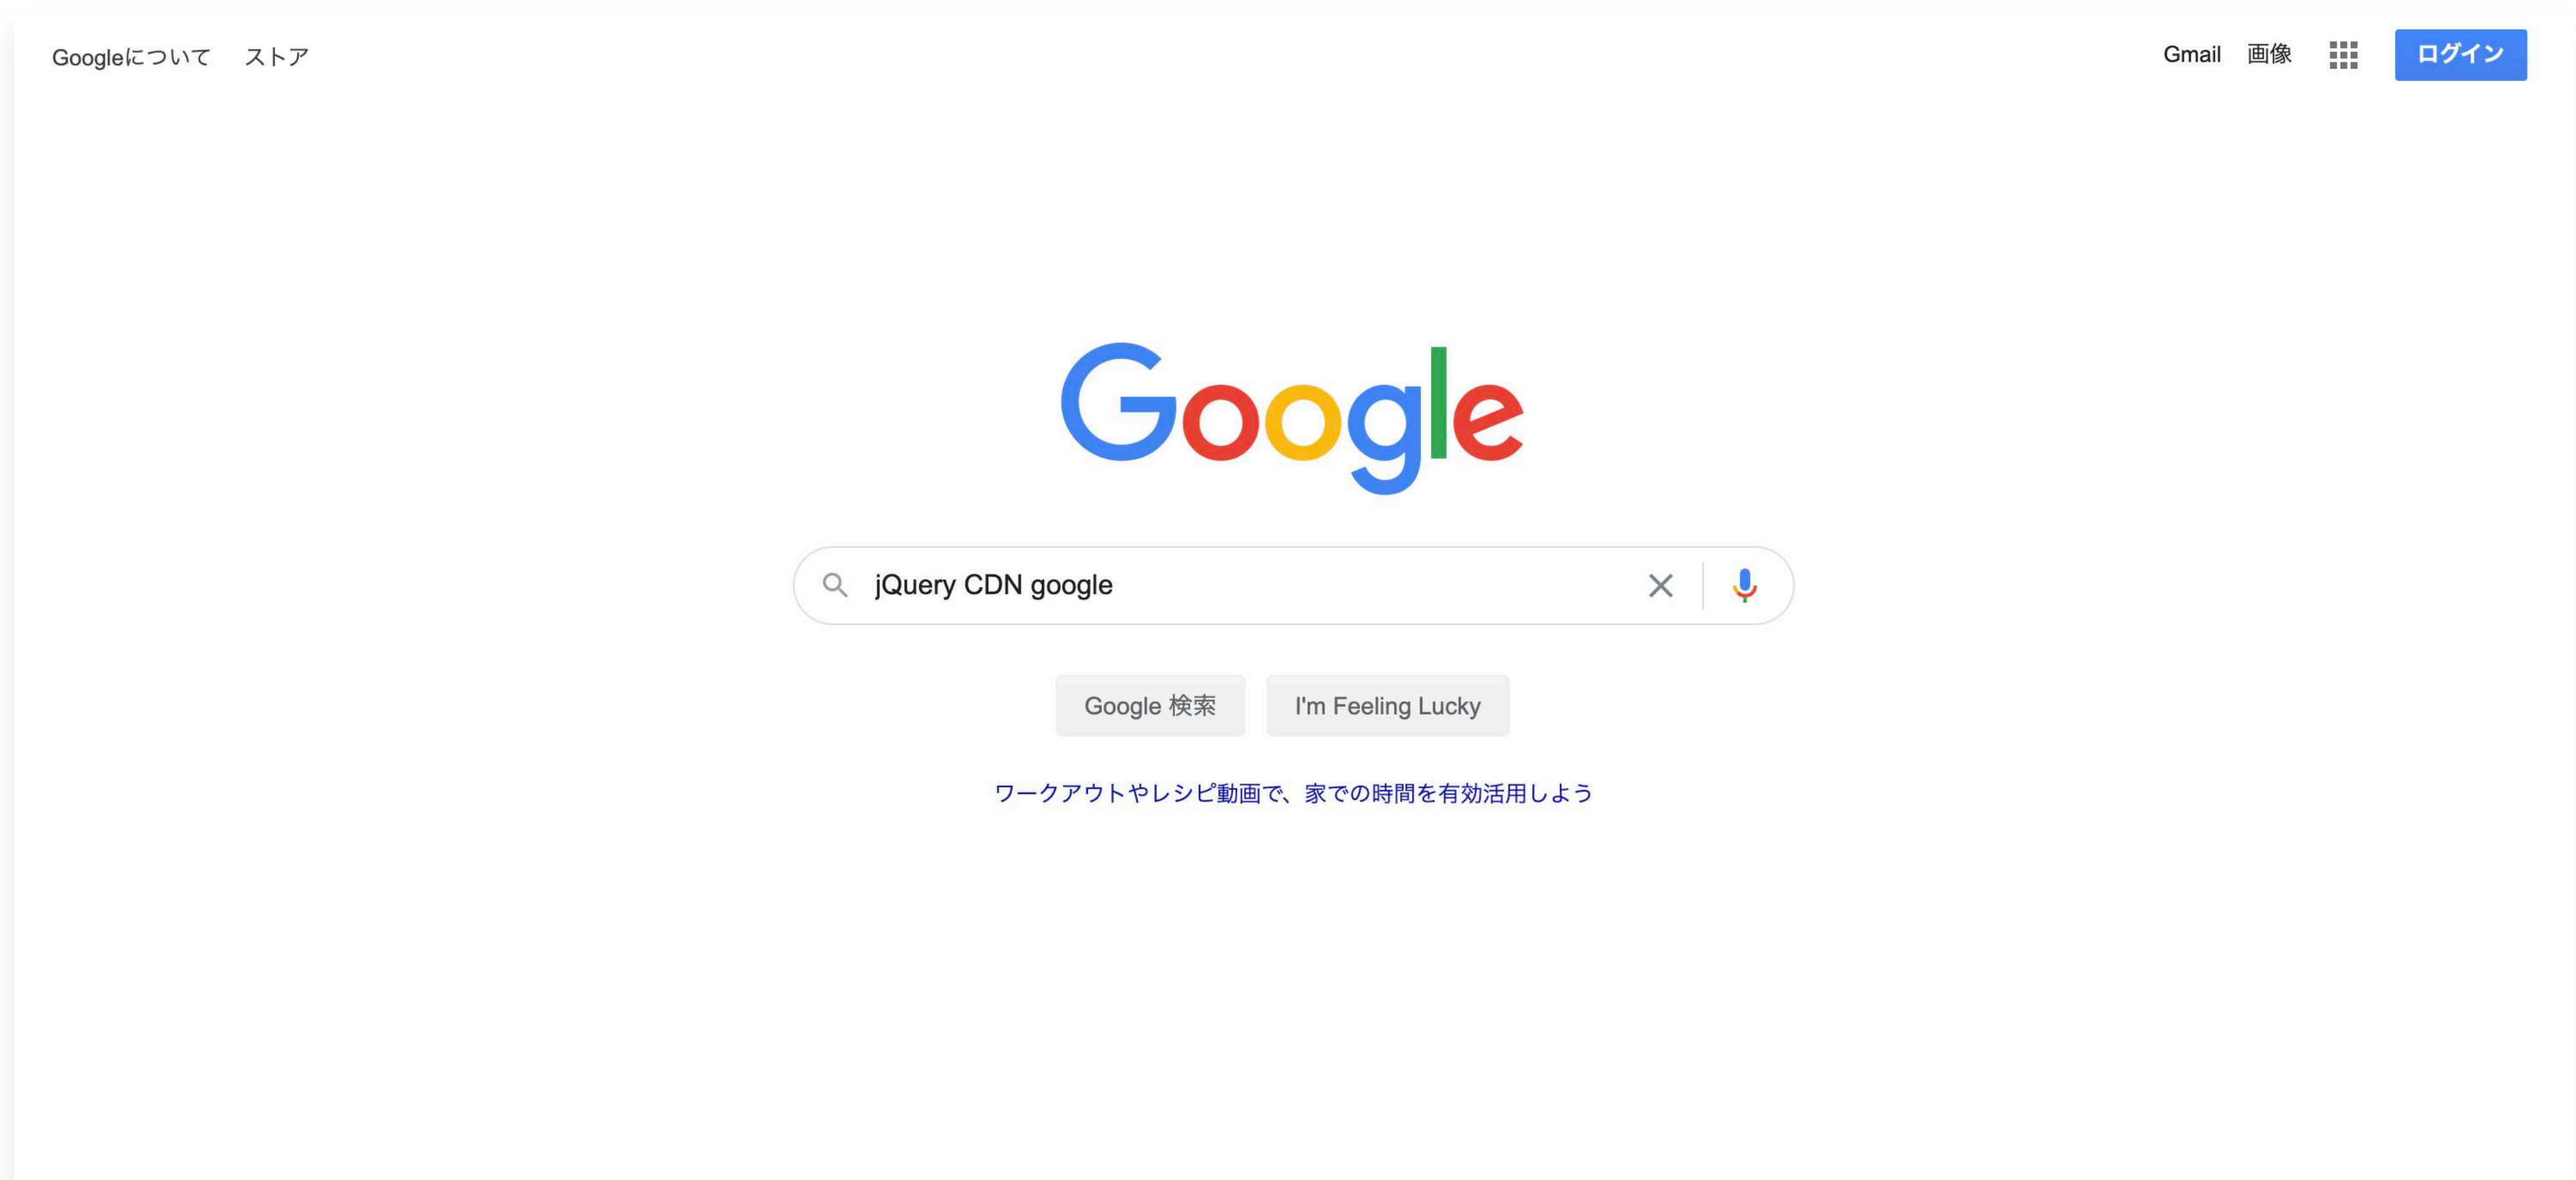 Googleについて ストア
Gmail 画像 ログイン
Google
jQuery CDN google
Google 検索 I'm Feeling Lucky
ワークアウトやレシピ動画で、家での時間を有効活用しよう